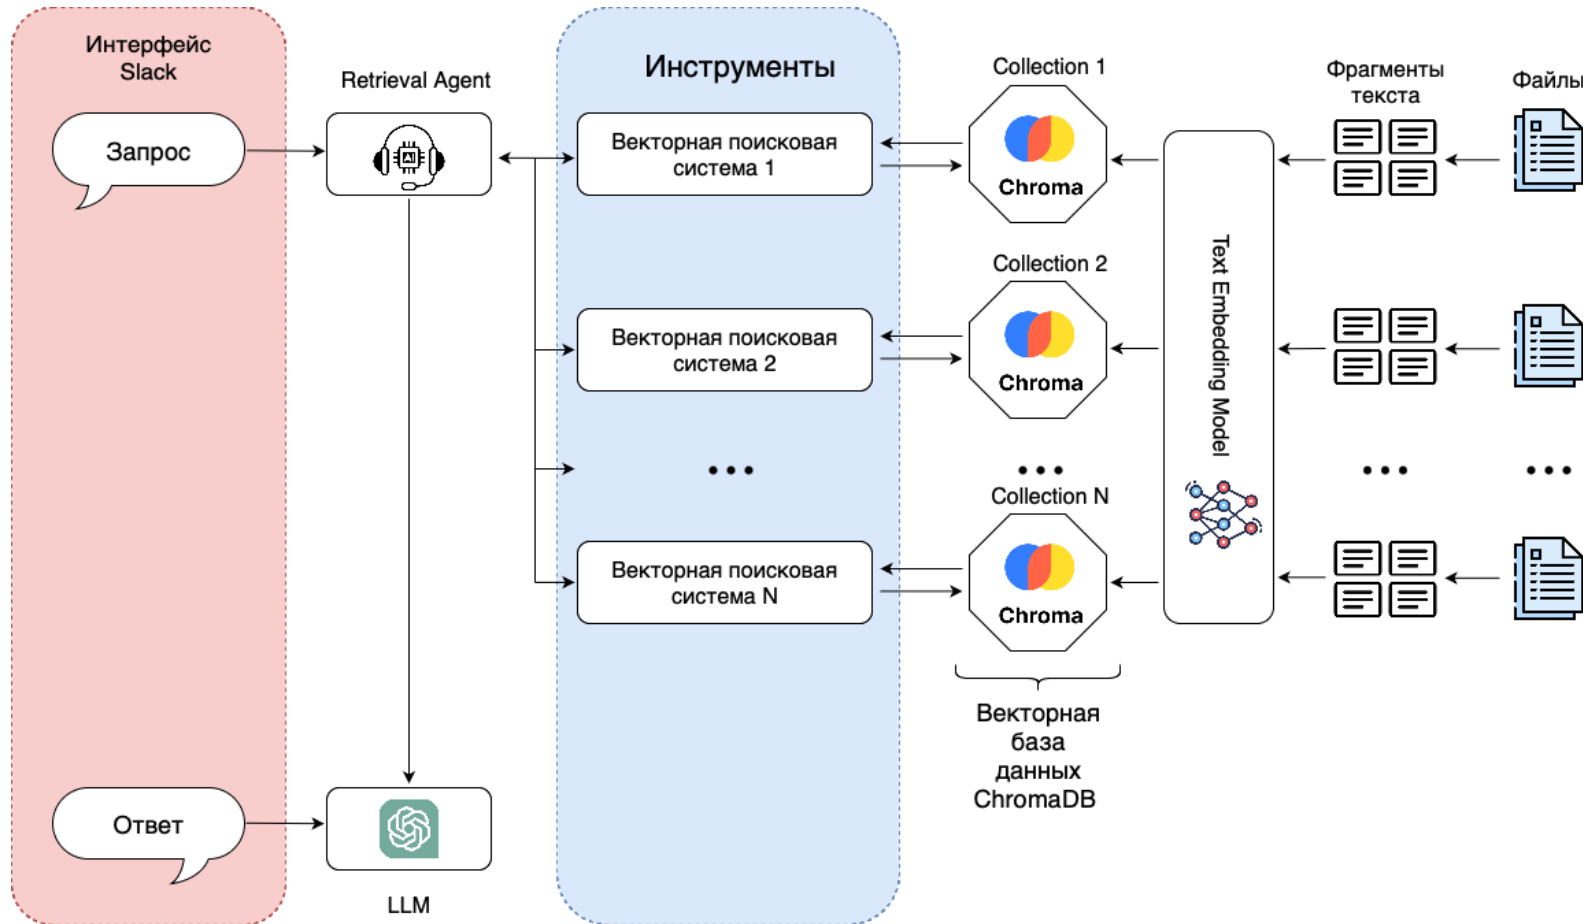 Интерфейс
Slack
Запрос
Ответ
Retrieval Agent
AI
LLM
Инструменты
Векторная поисковая
система 1
Векторная поисковая
система 2
...
Векторная поисковая
система N
Collection 1
Chroma
Collection 2
Chroma
...
Collection N
Chroma
Векторная
база
данных
ChromaDB
Text Embedding Model
Фрагменты
текста
...
Файлы
...